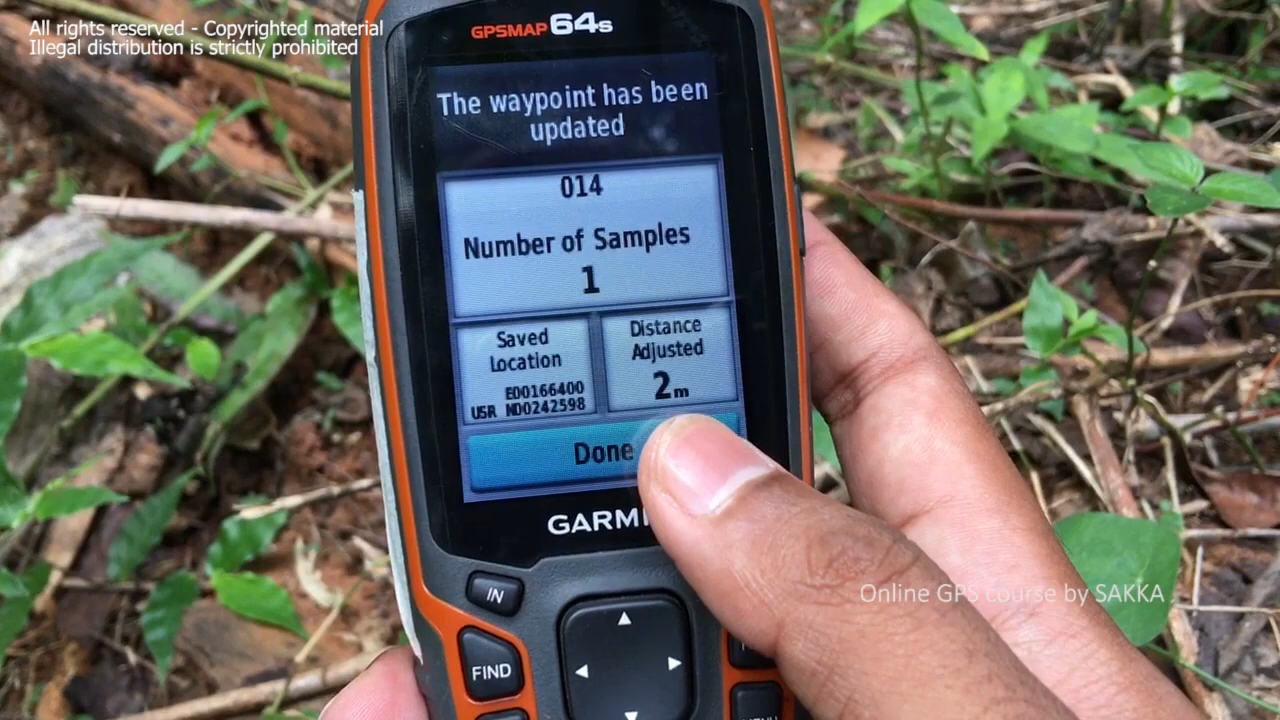 All rights reserved - Copyrighted material
Illegal distribution is strictly prohibited
GPSMAP 64s
The waypoint has been
updated
014
Number of Samples
1
Saved
Location
E00166400
USR N00242598
Distance
Adjusted
2m
Done
IN
FIND
Online GPS course by SAKKA